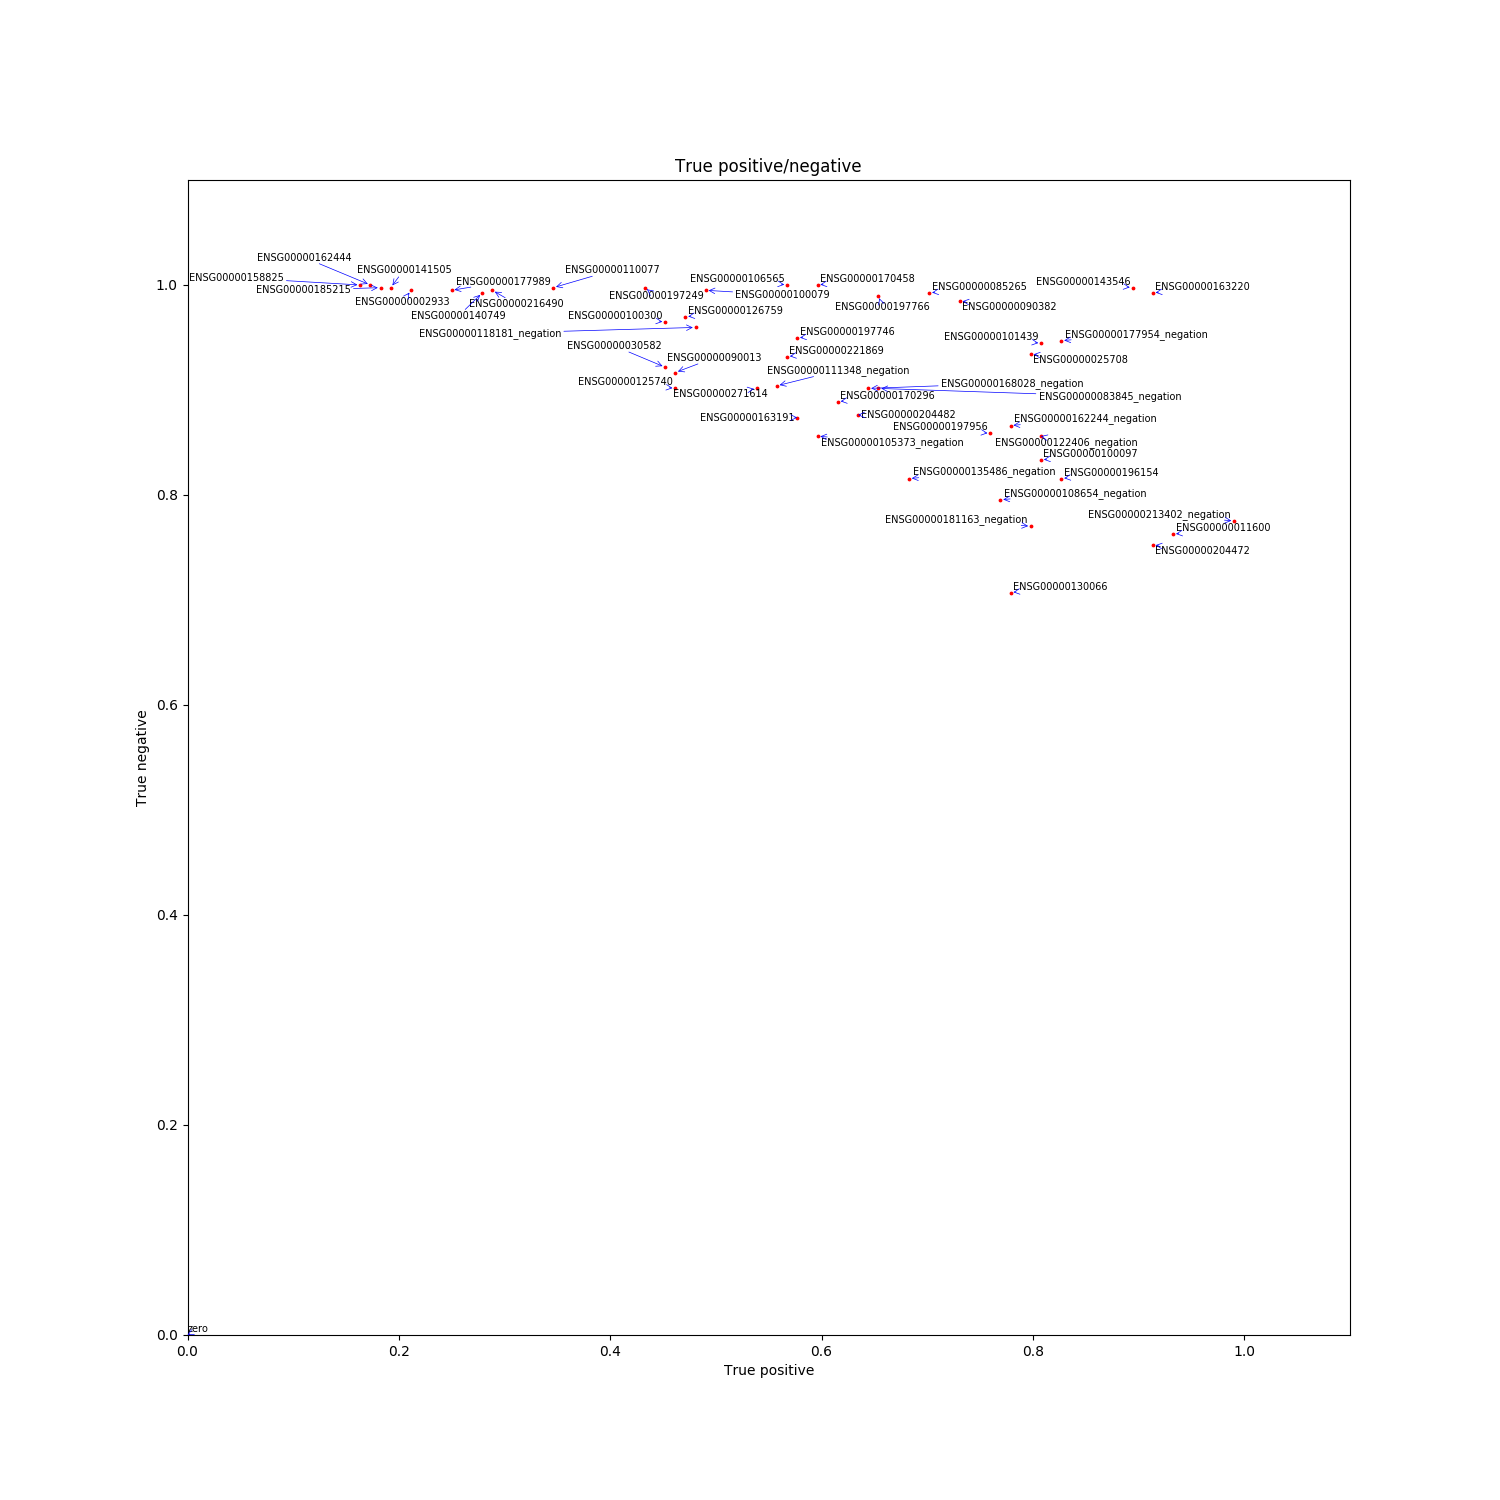 True positive/negative
ENSG00000162444
ENSG00000141505
ENSG00000110077
ENSG00000158825
ENSG00000177989
ENSG00000106565
ENSG00000170458
ENSG00000143546
1.0
ENSG00000185215
ENSG00000085265
ENSG00000163220
ENSG00000197249
ENSG00000100079
ENSG00000002933
ENSG00000216490
ENSG00000197766
ENSG00000090382
ENSG00000140749
ENSG00000100300
ENSG00000126759
ENSG00000118181_negation
ENSG00000197746
ENSG00000101439
ENSG00000177954_negation
ENSG00000030582
ENSG00000221869
ENSG00000090013
ENSG00000025708
ENSG00000111348_negation
ENSG00000125740
ENSG00000168028_negation
ENSG00000271614
ENSG00000170296
ENSG00000083845_negation
ENSG00000163191
ENSG00000204482
ENSG00000162244_negation
ENSG00000197956
ENSG00000105373_negation
ENSG00000122406_negation
ENSG00000100097
ENSG00000135486_negation
ENSG00000196154
0.8
ENSG00000108654_negation
ENSG00000181163_negation
ENSG00000213402_negation
ENSG00000011600
ENSG00000204472
ENSG00000130066
0.6
True negative
0.4
0.2
zero
0.0
0.0 0.2 0.4 0.6 0.8 1.0
True positive